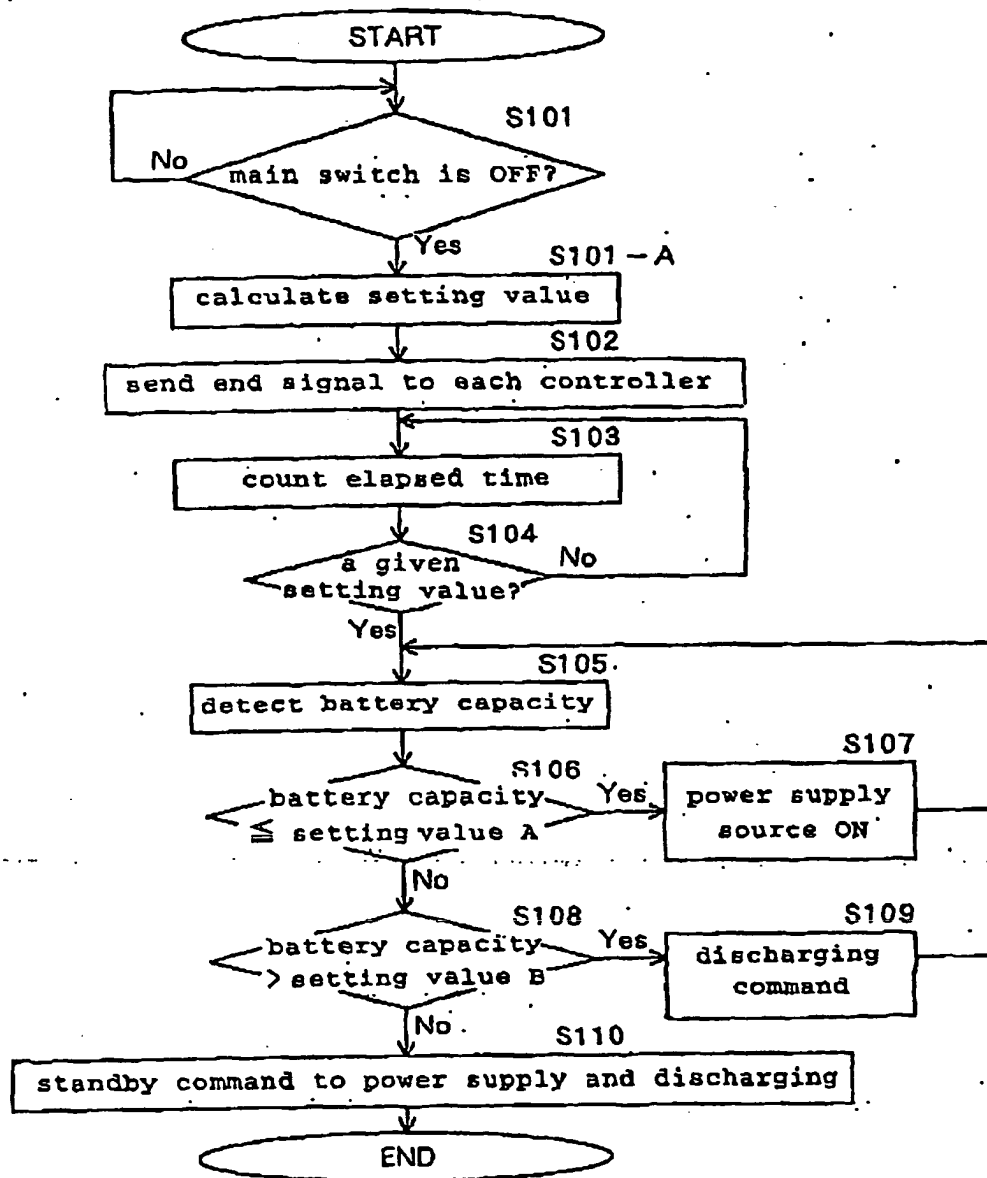 START
S101
No
main switch is OFF?
Yes
S101-A
calculate setting value
S102
send end signal to each controller
S103
count elapsed time
S104
a given
setting value?
No
Yes
S105.
detect battery capacity
S106
battery capacity
≦ setting value A
Yes
S107
power supply
source ON
No
S108
battery capacity
> setting value B
Yes
S109
discharging
command
No
S110
standby command to power supply and discharging
END